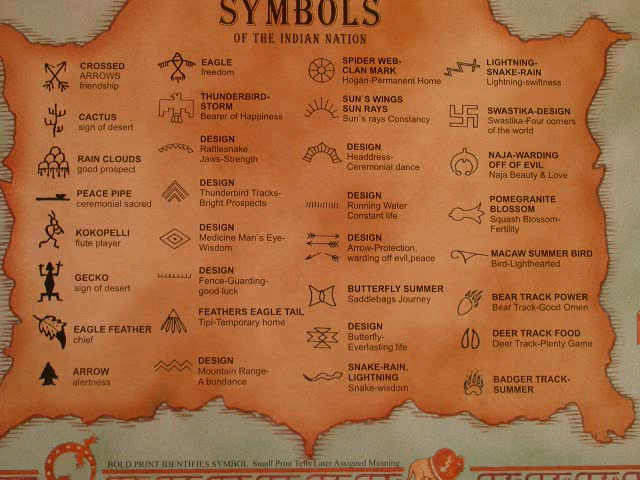 SYMBOLS
OF THE INDIAN NATION
CROSSED
ARROWS
friendship
CACTUS
sign of desert
RAIN CLOUDS
good prospect
PEACE PIPE
ceremonial sacred
KOKOPELLI
flute player
GECKO
sign of desert
EAGLE FEATHER
chief
ARROW
alertness
EAGLE
freedom
THUNDERBIRD-
STORM
Bearer of Happiness
DESIGN
Rattlesnake
Jaws-Strength
DESIGN
Thunderbird Tracks-
Bright Prospects
DESIGN
Medicine Man`s Eye-
Wisdom
DESIGN
Fence-Guarding-
good luck
FEATHERS EAGLE TAIL
Tipi-Temporary home
DESIGN
Mountain Range-
A bundance
SPIDER WEB-
CLAN MARK
Hogan-Permanent Home
SUN`S WINGS
SUN RAYS
Sun`s rays Constancy
DESIGN
Headdress-
Ceremonial dance
DESIGN
Running Water
Constant life
DESIGN
Arrow-Protection,
warding off evil,peace
BUTTERFLY SUMMER
Saddlebags Journey
DESIGN
Butterfly-
Everlasting life
SNAKE-RAIN,
LIGHTNING
Snake-wisdom
LIGHTNING-
SNAKE-RAIN
Lightning-swiftness
SWASTIKA-DESIGN
Swastika-Four corners
of the world
NAJA-WARDING
OFF OF EVIL
Naja Beauty & Love
POMEGRANITE
BLOSSOM
Squash Blossom-
Fertility
MACAW SUMMER BIRD
Bird-Lighthearted
BEAR TRACK POWER
Bear Track-Good Omen
DEER TRACK FOOD
Deer Track-Plenty Game
BADGER TRACK-
SUMMER
BOLD PRINT IDENTIFIES SYMBOL Small Print Tells Later Assigned Meaning